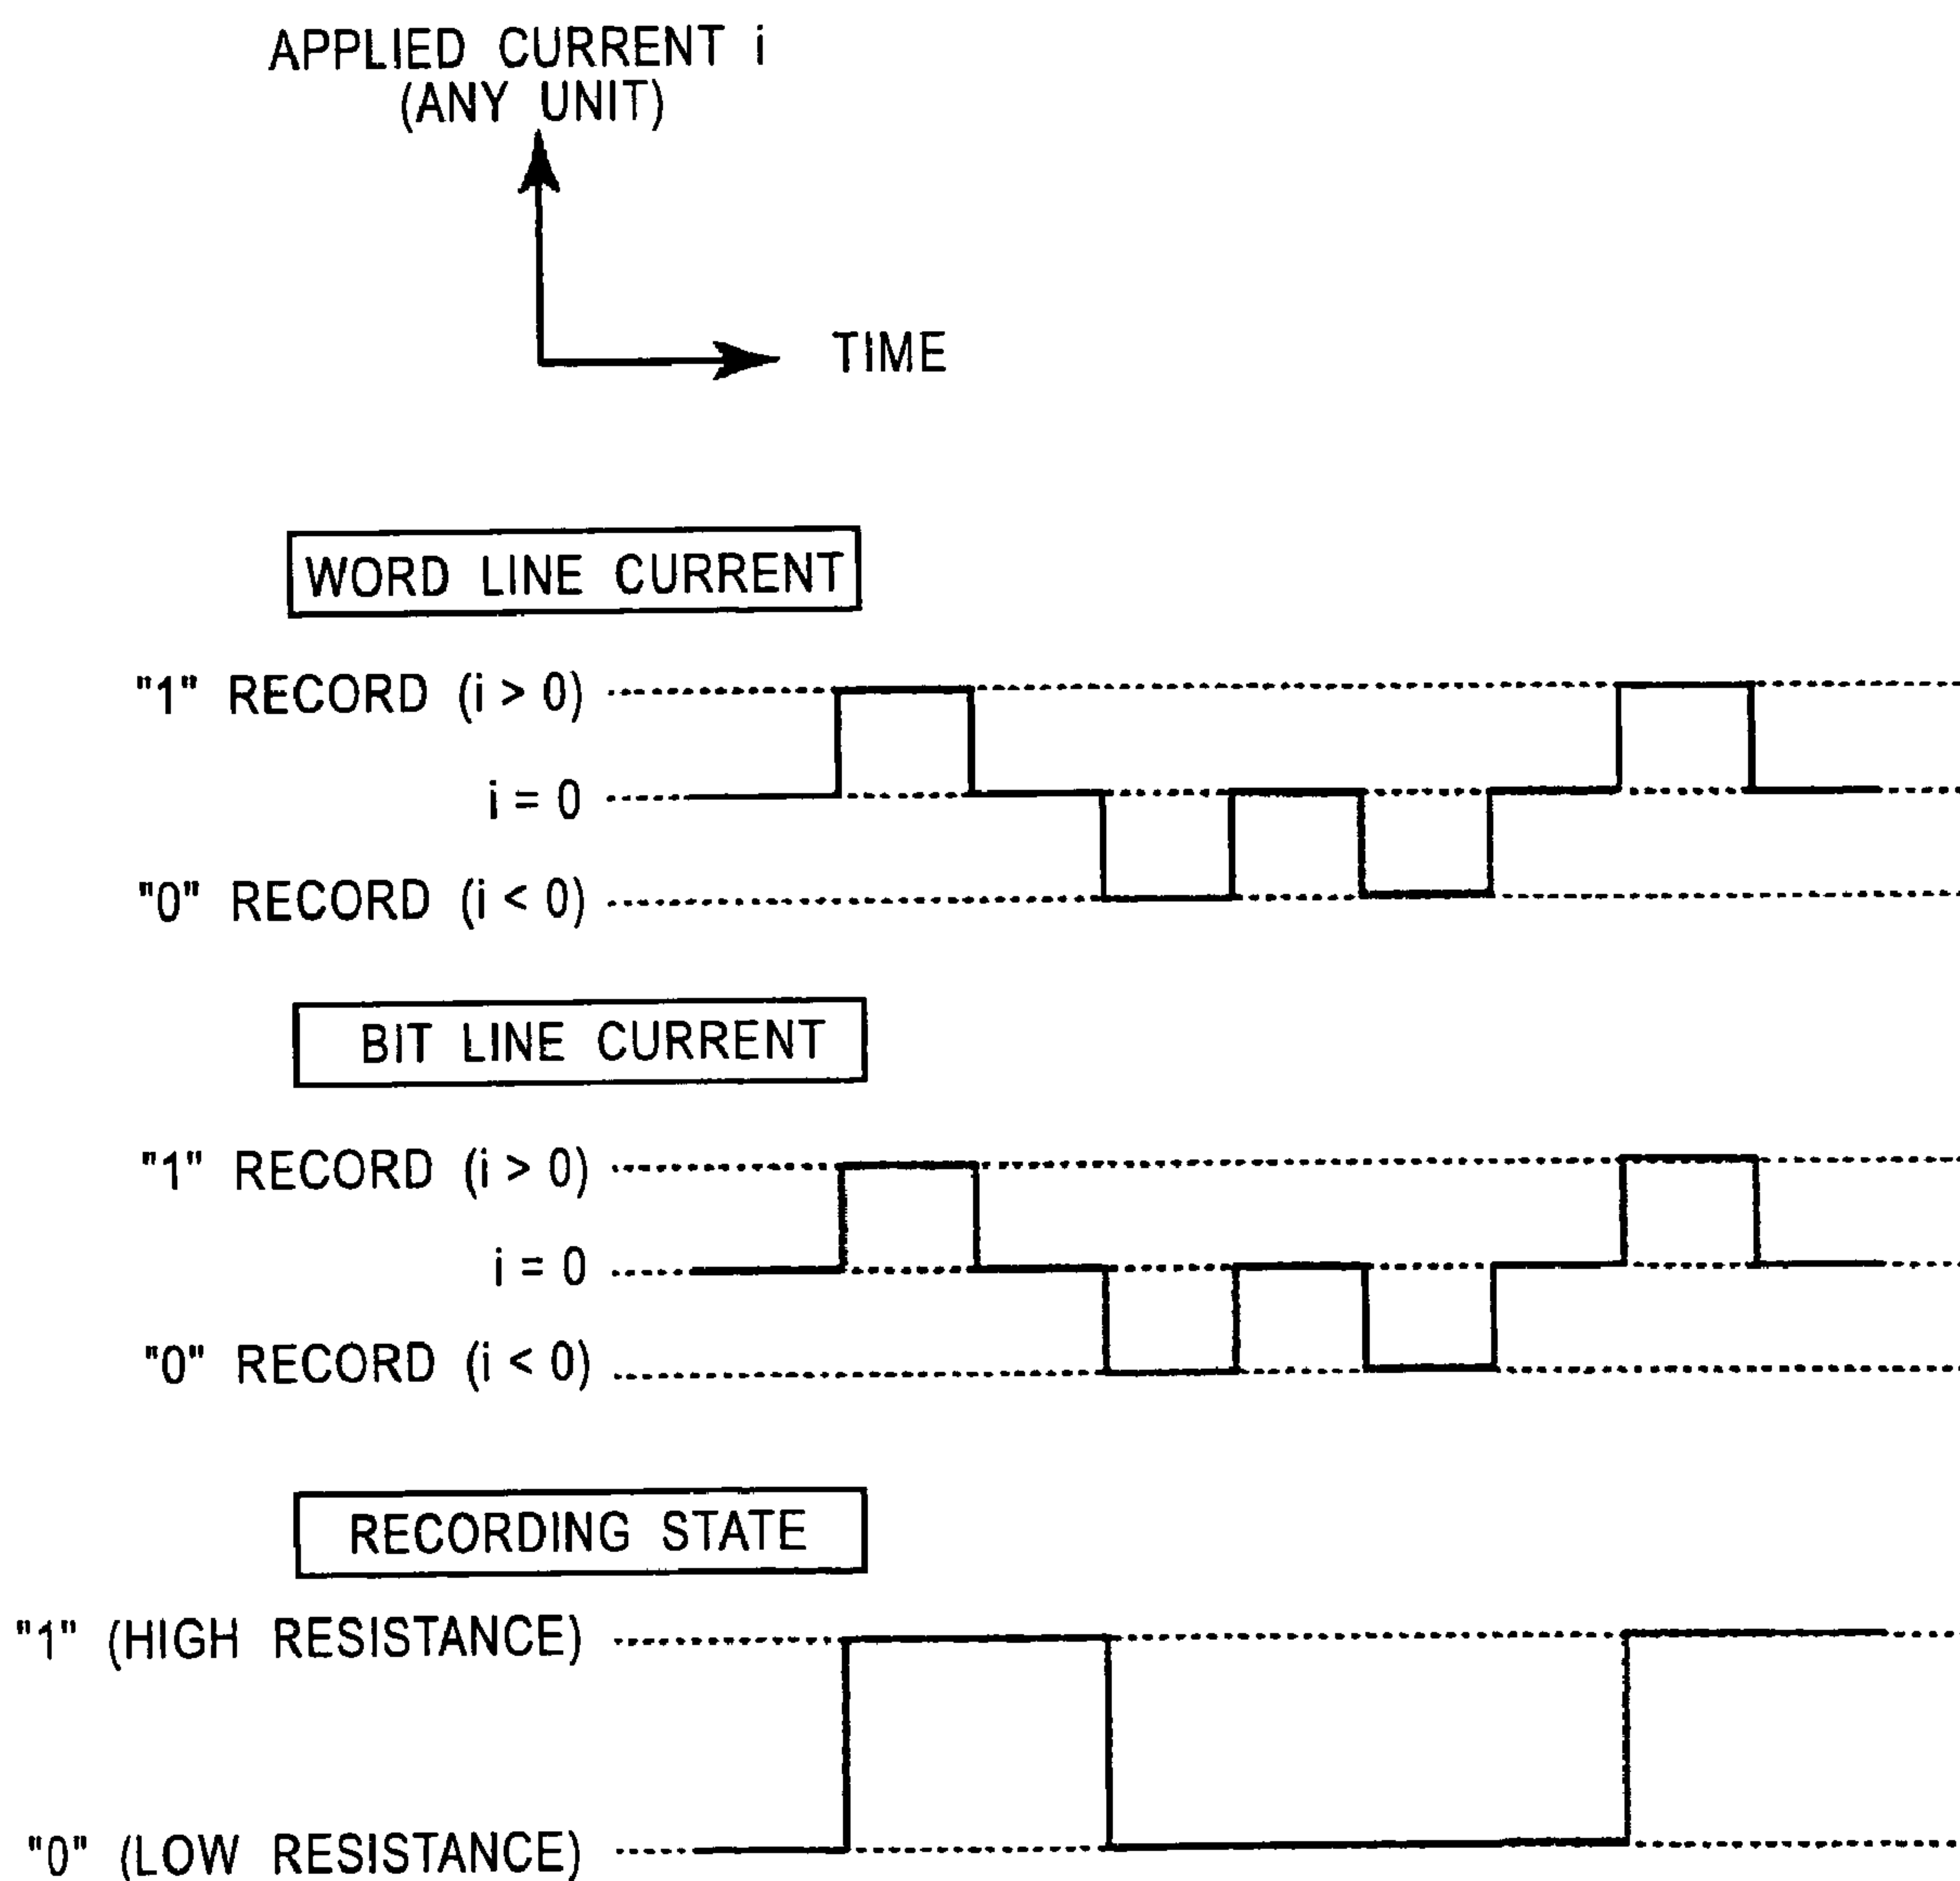 APPLIED CURRENT i
(ANY UNIT)
TIME
WORD LINE CURRENT
"1" RECORD (i > 0)
i = 0
"0" RECORD (i < 0)
BIT LINE CURRENT
"1" RECORD (i > 0)
i = 0
"0" RECORD (i < 0)
RECORDING STATE
"1" (HIGH RESISTANCE)
"0" (LOW RESISTANCE)